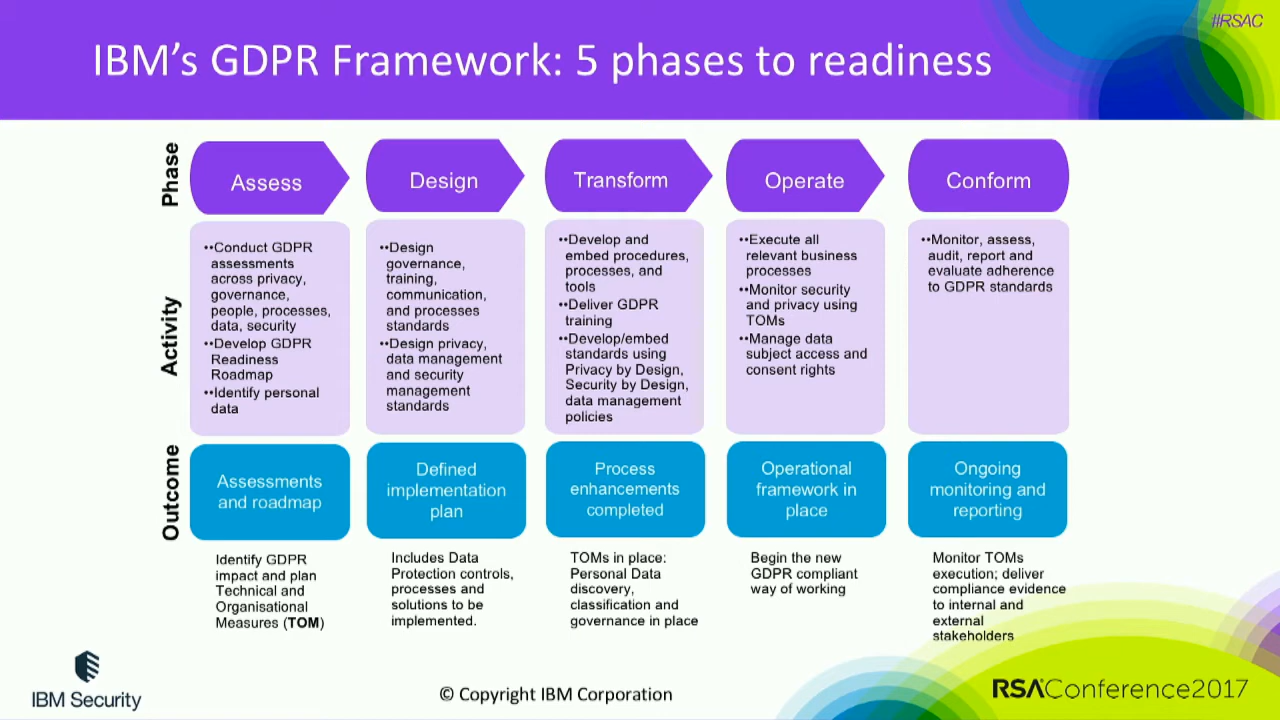 #RSAC
IBM's GDPR Framework: 5 phases to readiness
Phase
Assess
Design
Transform
Operate
Conform
Activity
••Conduct GDPR
assessments
across privacy,
governance,
people, processes,
data, security
••Develop GDPR
Readiness
Roadmap
••Identify personal
data
••Design
governance,
training,
communication,
and processes
standards
••Design privacy,
data management
and security
management
standards
••Develop and
embed procedures,
processes, and
tools
••Deliver GDPR
training
••Develop/embed
standards using
Privacy by Design,
Security by Design,
data management
policies
••Execute all
relevant business
processes
••Monitor security
and privacy using
TOMs
••Manage data
subject access and
consent rights
••Monitor, assess,
audit, report and
evaluate adherence
to GDPR standards
Outcome
Assessments
and roadmap
Defined
implementation
plan
Process
enhancements
completed
Operational
framework in
place
Ongoing
monitoring and
reporting
Identify GDPR
impact and plan
Technical and
Organisational
Measures (TOM)
Includes Data
Protection controls,
processes and
solutions to be
implemented.
TOMs in place:
Personal Data
discovery,
classification and
governance in place
Begin the new
GDPR compliant
way of working
Monitor TOMs
execution; deliver
compliance evidence
to internal and
external
stakeholders
IBM Security
© Copyright IBM Corporation
RSAConference2017